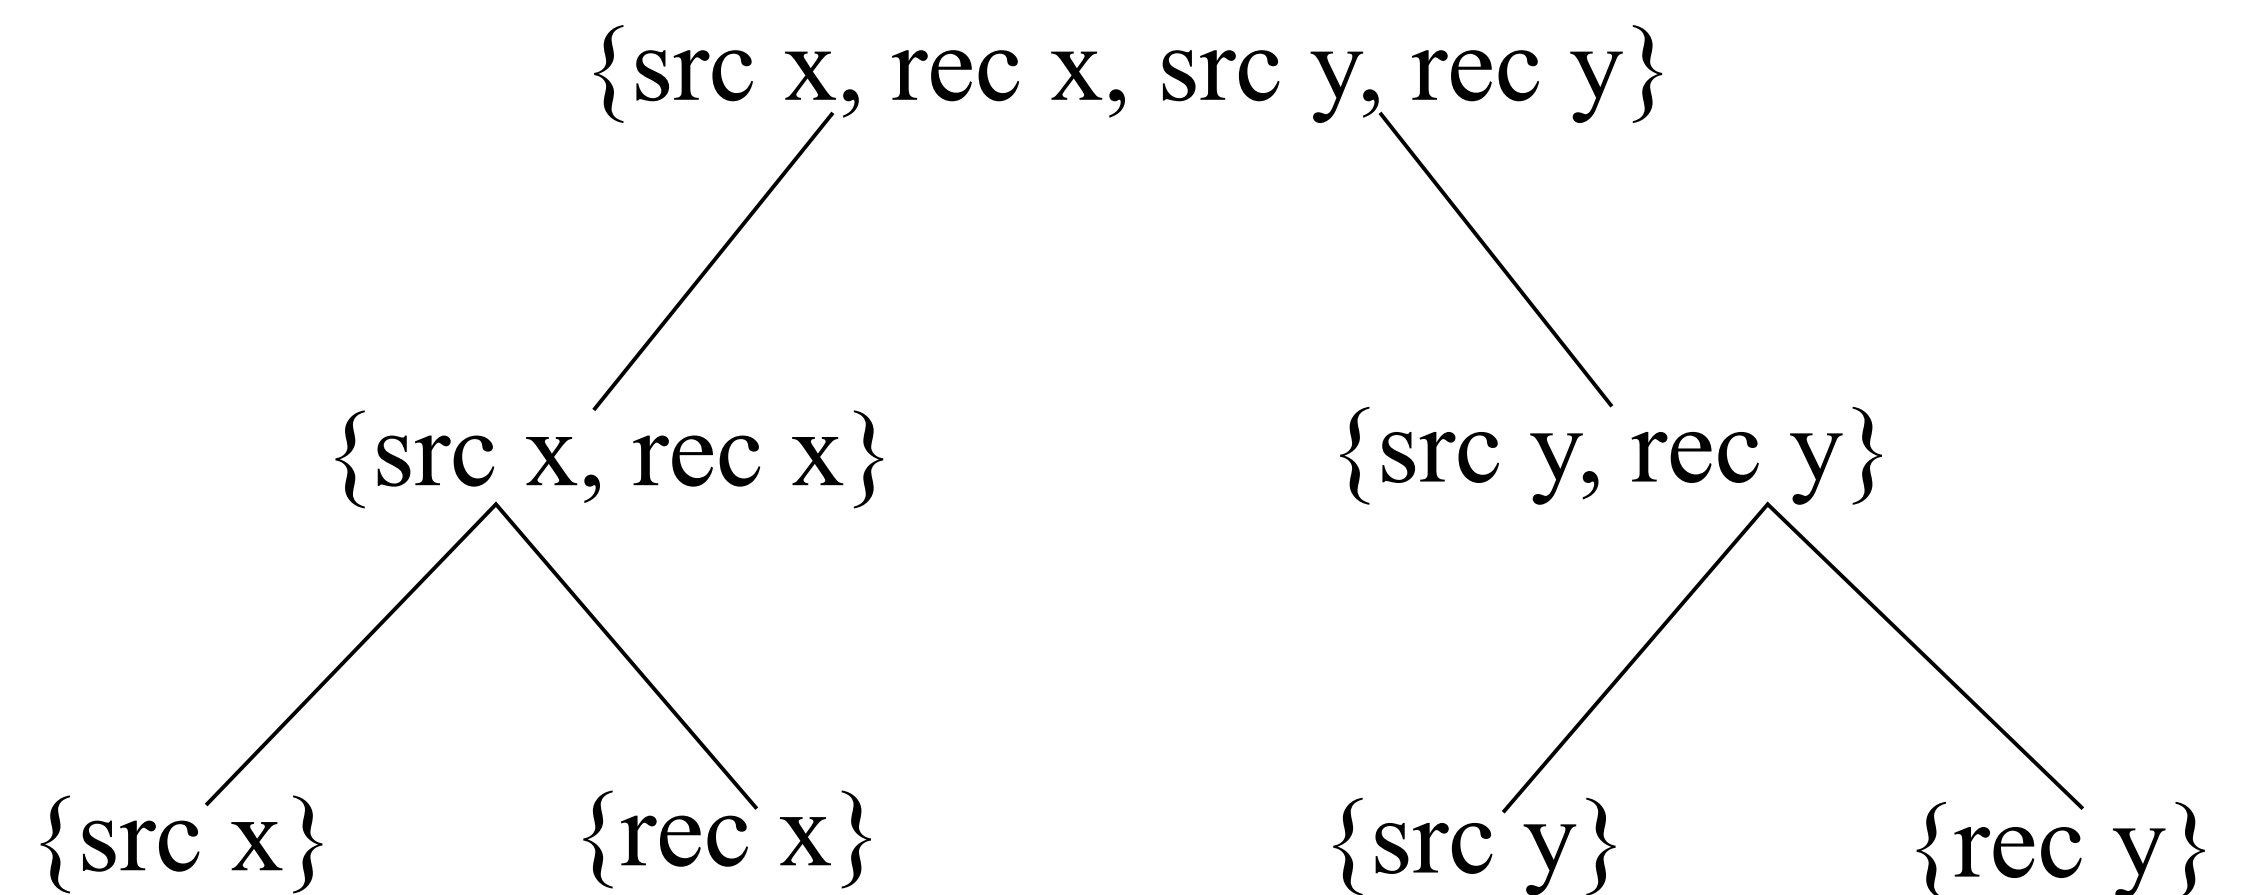 {src x, rec x, src y, rec y}
{src x, rec x} {src y, rec y}
{src x} {rec x} {src y} {rec y}